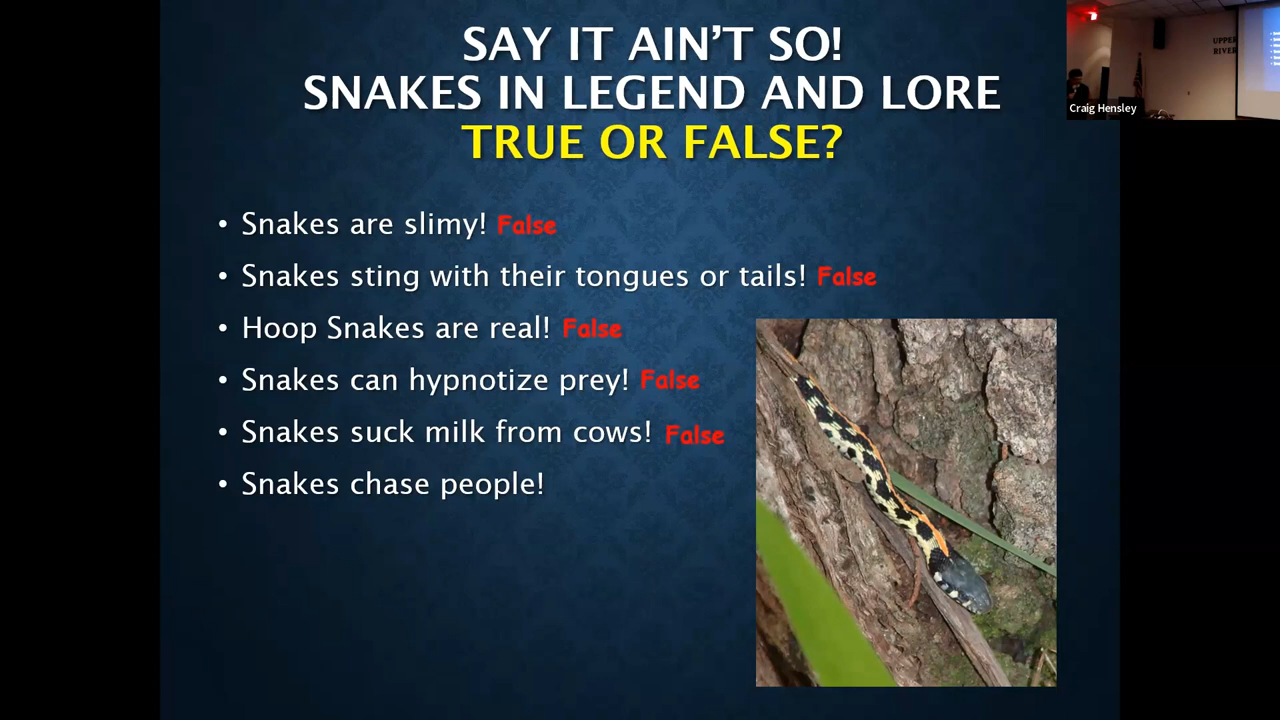 SAY IT AIN'T SO!
SNAKES IN LEGEND AND LORE
TRUE OR FALSE?
• Snakes are slimy! False
• Snakes sting with their tongues or tails! False
• Hoop Snakes are real! False
• Snakes can hypnotize prey! False
• Snakes suck milk from cows! False
• Snakes chase people!
UPPER
RIVER
Craig Hensley